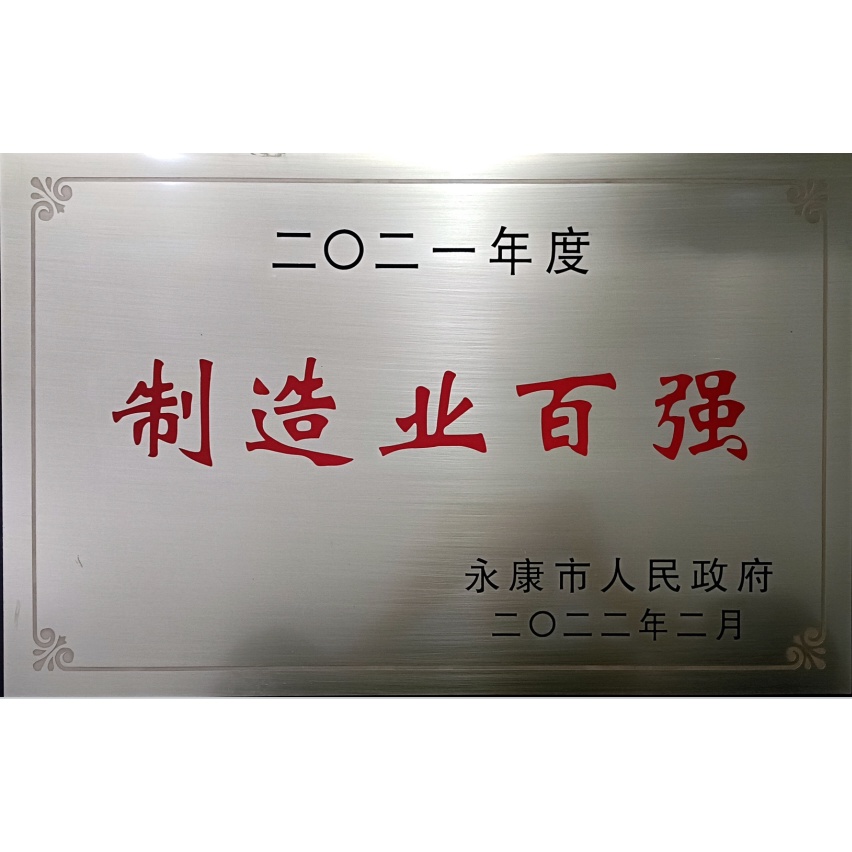 二〇二一年度
制造业百强
永康市人民政府
二〇二二年二月